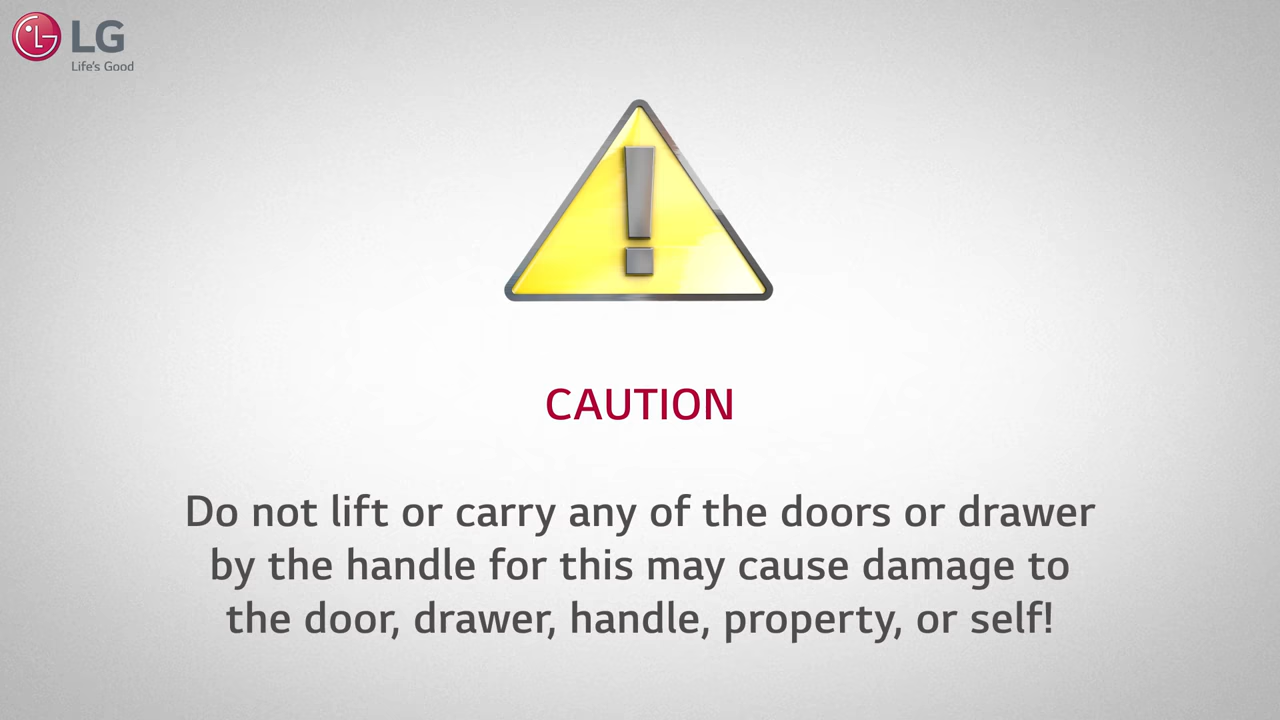 LG
Life's Good
!
CAUTION
Do not lift or carry any of the doors or drawer
by the handle for this may cause damage to
the door, drawer, handle, property, or self!